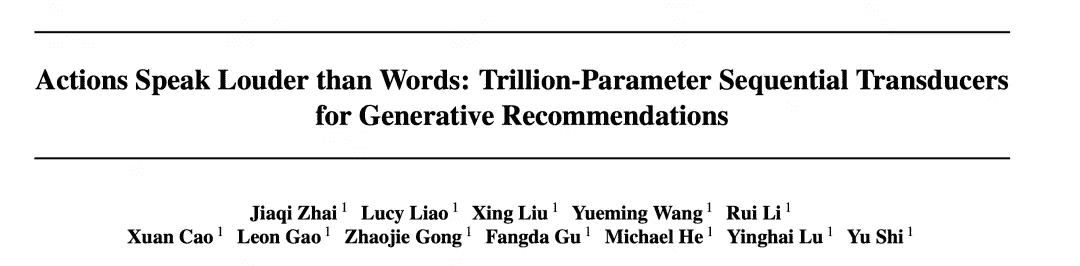 Actions Speak Louder than Words: Trillion-Parameter Sequential Transducers
for Generative Recommendations
Jiaqi Zhai 1 Lucy Liao 1 Xing Liu 1 Yueming Wang 1 Rui Li 1
Xuan Cao 1 Leon Gao 1 Zhaojie Gong 1 Fangda Gu 1 Michael He 1 Yinghai Lu 1 Yu Shi 1